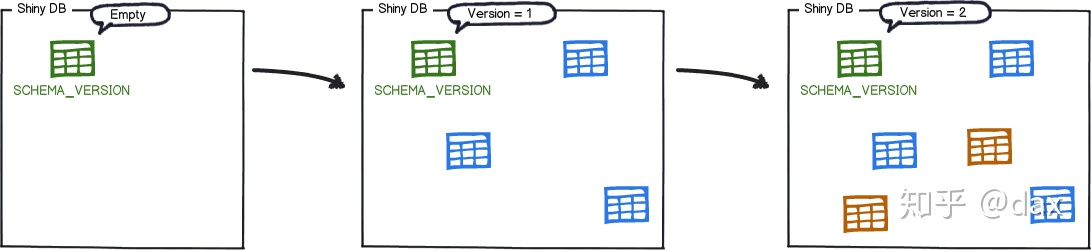 Shiny DB
Empty
SCHEMA_VERSION
Shiny DB
Version = 1
SCHEMA_VERSION
Shiny DB
Version = 2
SCHEMA_VERSION
知乎 @dax